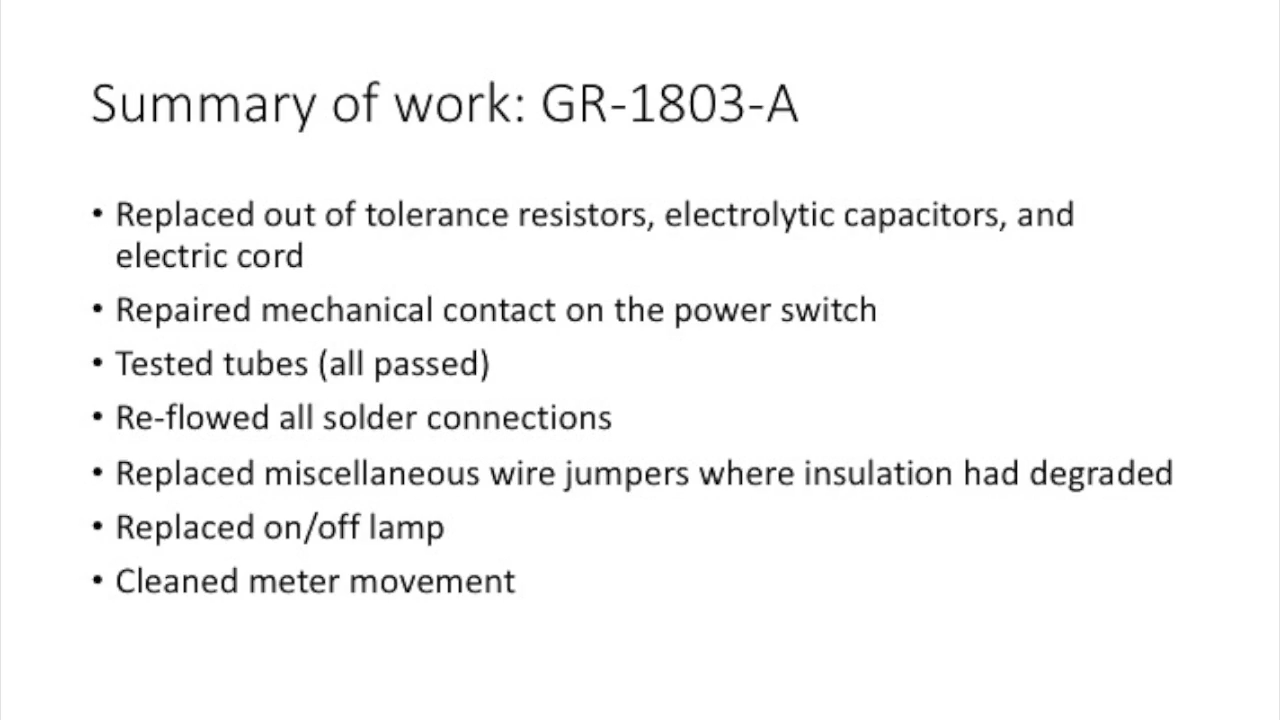 Summary of work: GR-1803-A
• Replaced out of tolerance resistors, electrolytic capacitors, and
electric cord
• Repaired mechanical contact on the power switch
• Tested tubes (all passed)
• Re-flowed all solder connections
• Replaced miscellaneous wire jumpers where insulation had degraded
• Replaced on/off lamp
• Cleaned meter movement